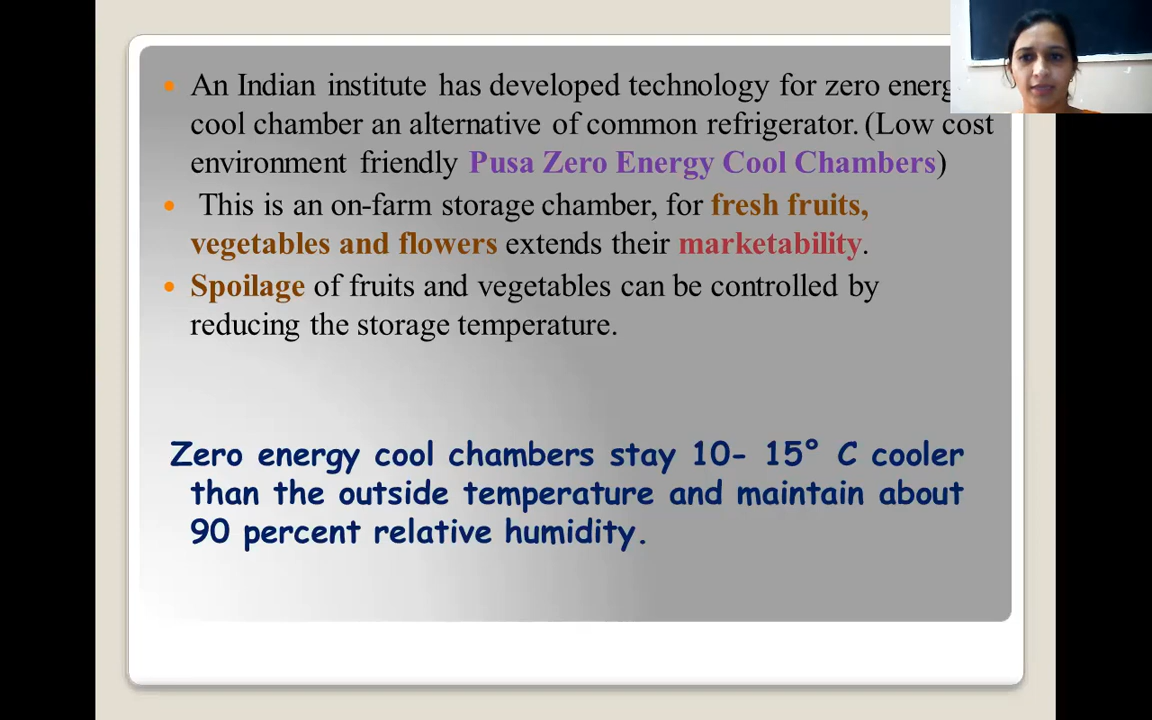 An Indian institute has developed technology for zero
cool chamber an alternative of common refrigerator. (Low cost
environment friendly Pusa Zero Energy Cool Chambers)
This is an on-farm storage chamber, for fresh fruits,
vegetables and flowers extends their marketability.
Spoilage of fruits and vegetables can be controlled by
reducing the storage temperature.
Zero energy cool chambers stay 10- 15° C cooler
than the outside temperature and maintain about
90 percent relative humidity.